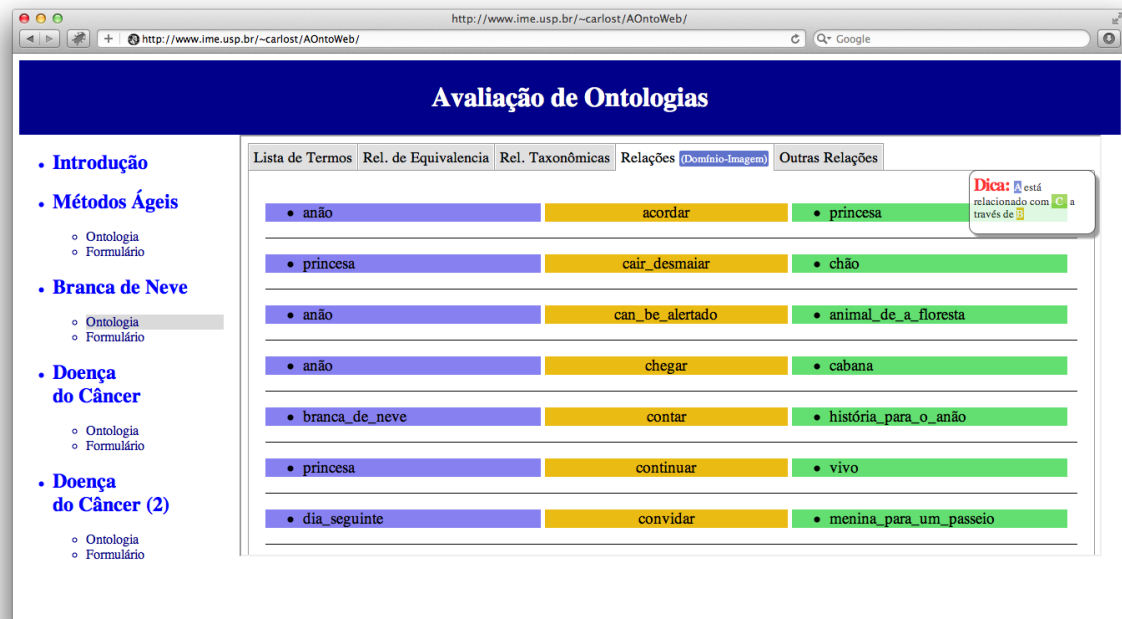 http://www.ime.usp.br/~carlost/AOntoWeb/
http://www.ime.usp.br/~carlost/AOntoWeb/
Google
Avaliação de Ontologias
Introdução
Métodos Ágeis
Ontologia
Formulário
Branca de Neve
Ontologia
Formulário
Doença
do Câncer
Ontologia
Formulário
Doença
do Câncer (2)
Ontologia
Formulário
Lista de Termos Rel. de Equivalencia Rel. Taxonômicas Relações (Domínio-Imagem) Outras Relações
Dica: A está
relacionado com C a
través de B
anão acordar princesa
princesa cair_desmaiar chão
anão can_be_alertado animal_de_a_floresta
anão chegar cabana
branca_de_neve contar história_para_o_anão
princesa continuar vivo
dia_seguinte convidar menina_para_um_passeio